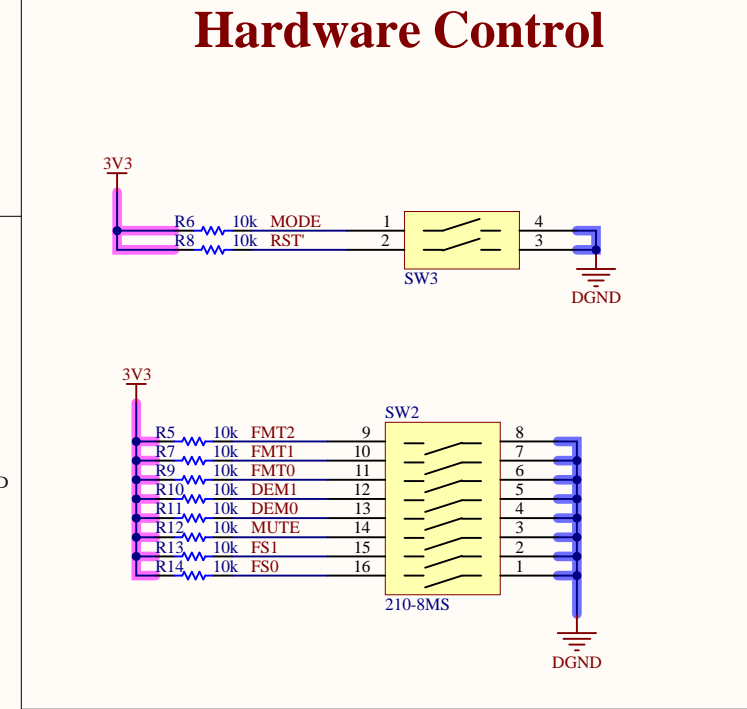 Hardware Control
3V3
R6 10k MODE 1 4
R8 10k RST' 2 3
SW3
DGND
3V3
SW2
R5 10k FMT2 9 8
R7 10k FMT1 10 7
R9 10k FMT0 11 6
R10 10k DEM1 12 5
D
R11 10k DEM0 13 4
R12 10k MUTE 14 3
R13 10k FS1 15 2
R14 10k FS0 16 1
210-8MS
DGND